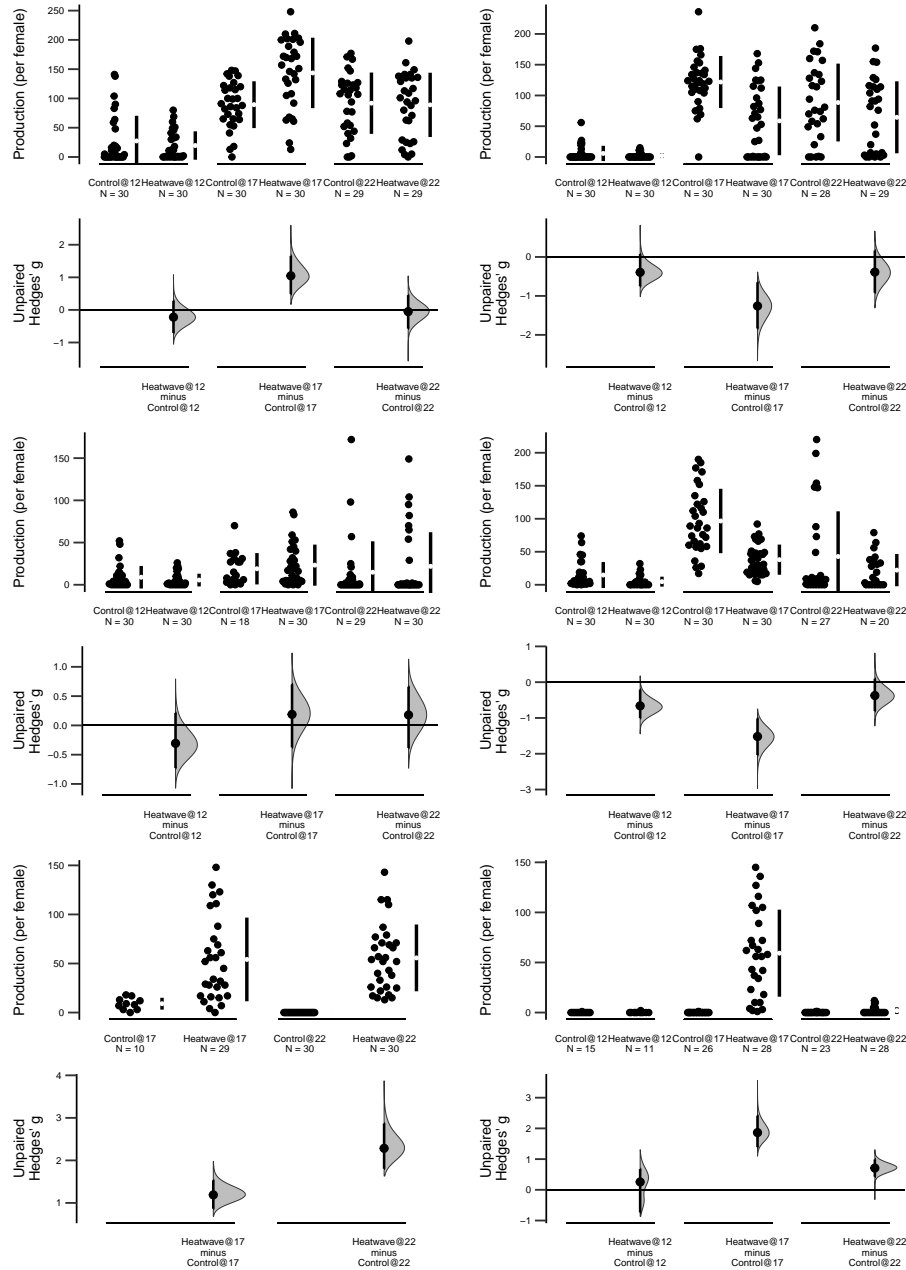 Production (per female)
250
200
150
100
50
0
Control@12 Heatwave@12 Control@17 Heatwave@17 Control@22 Heatwave@22
N = 30 N = 30 N = 30 N = 30 N = 29 N = 29
Production (per female)
200
150
100
50
0
Control@12 Heatwave@12 Control@17 Heatwave@17 Control@22 Heatwave@22
N = 30 N = 30 N = 30 N = 30 N = 28 N = 29
Unpaired
Hedges' g
2
1
0
−1
Heatwave@12 Heatwave@17 Heatwave@22
minus minus minus
Control@12 Control@17 Control@22
Unpaired
Hedges' g
0
−1
−2
Heatwave@12 Heatwave@17 Heatwave@22
minus minus minus
Control@12 Control@17 Control@22
Production (per female)
150
100
50
0
Control@12 Heatwave@12 Control@17 Heatwave@17 Control@22 Heatwave@22
N = 30 N = 30 N = 18 N = 30 N = 29 N = 30
Production (per female)
200
150
100
50
0
Control@12 Heatwave@12 Control@17 Heatwave@17 Control@22 Heatwave@22
N = 30 N = 30 N = 30 N = 30 N = 27 N = 20
Unpaired
Hedges' g
1.0
0.5
0.0
−0.5
−1.0
Heatwave@12 Heatwave@17 Heatwave@22
minus minus minus
Control@12 Control@17 Control@22
Unpaired
Hedges' g
1
0
−1
−2
−3
Heatwave@12 Heatwave@17 Heatwave@22
minus minus minus
Control@12 Control@17 Control@22
Production (per female)
150
100
50
0
Control@17 Heatwave@17 Control@22 Heatwave@22
N = 10 N = 29 N = 30 N = 30
Production (per female)
150
100
50
0
Control@12 Heatwave@12 Control@17 Heatwave@17 Control@22 Heatwave@22
N = 15 N = 11 N = 26 N = 28 N = 23 N = 28
Unpaired
Hedges' g
4
3
2
1
Heatwave@17 Heatwave@22
minus minus
Control@17 Control@22
Unpaired
Hedges' g
3
2
1
0
−1
Heatwave@12 Heatwave@17 Heatwave@22
minus minus minus
Control@12 Control@17 Control@22